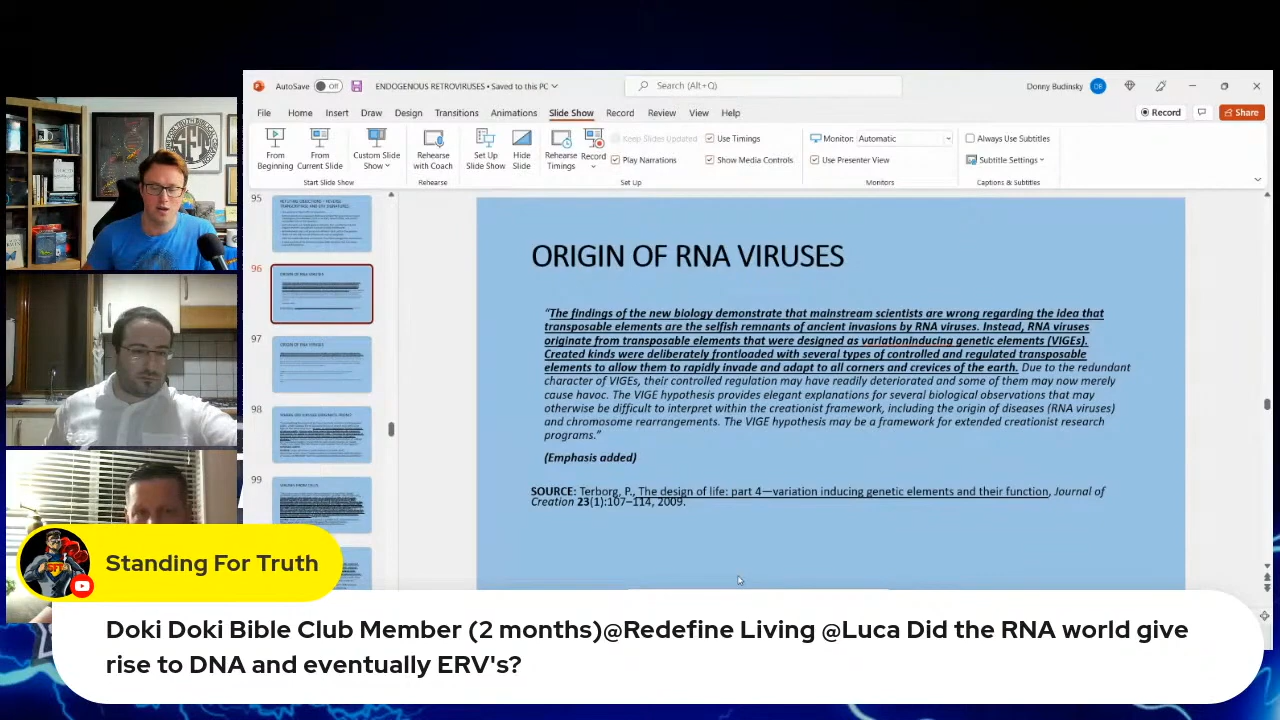 AutoSave Off ENDOGENOUS RETROVIRUSES • Saved to this PC Search (Alt+Q) Donny Budinsky
File Home Insert Draw Design Transitions Animations Slide Show Record Review View Help Record Share
From Beginning
From Current Slide
Custom Slide Show
Start Slide Show
Rehearse with Coach
Rehearse
Set Up Slide Show
Hide Slide
Rehearse Timings
Record
Keep Slides Updated
Play Narrations
Use Timings
Show Media Controls
Set Up
Monitor: Automatic
Use Presenter View
Monitors
Always Use Subtitles
Subtitle Settings
Captions & Subtitles
95
96
97
98
99
ORIGIN OF RNA VIRUSES
"The findings of the new biology demonstrate that mainstream scientists are wrong regarding the idea that
transposable elements are the selfish remnants of ancient invasions by RNA viruses. Instead, RNA viruses
originate from transposable elements that were designed as variationinducing genetic elements (VIGEs).
Created kinds were deliberately frontloaded with several types of controlled and regulated transposable
elements to allow them to rapidly invade and adapt to all corners and crevices of the earth. Due to the redundant
character of VIGEs, their controlled regulation may have readily deteriorated and some of them may now merely
cause havoc. The VIGE hypothesis provides elegant explanations for several biological observations that may
otherwise be difficult to interpret within the creationist framework, including the origin of diseases (RNA viruses)
and chromosome rearrangements. The VIGE hypothesis may be a framework for extended creationist research
programs."
(Emphasis added)
SOURCE: Terborg, P., The design of life: part 4—variation inducing genetic elements and their function, Journal of
Creation 23(1):107–114, 2009.
Standing For Truth
Doki Doki Bible Club Member (2 months)@Redefine Living @Luca Did the RNA world give
rise to DNA and eventually ERV's?